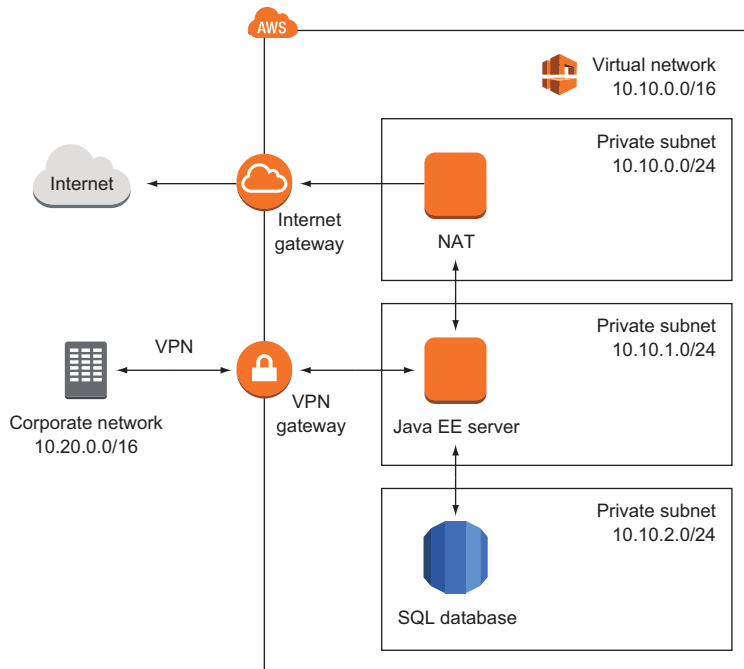 AWS
Virtual network
10.10.0.0/16
Private subnet
10.10.0.0/24
Internet
Internet
gateway
NAT
Private subnet
10.10.1.0/24
VPN
VPN
gateway
Corporate network
10.20.0.0/16
Java EE server
Private subnet
10.10.2.0/24
SQL database